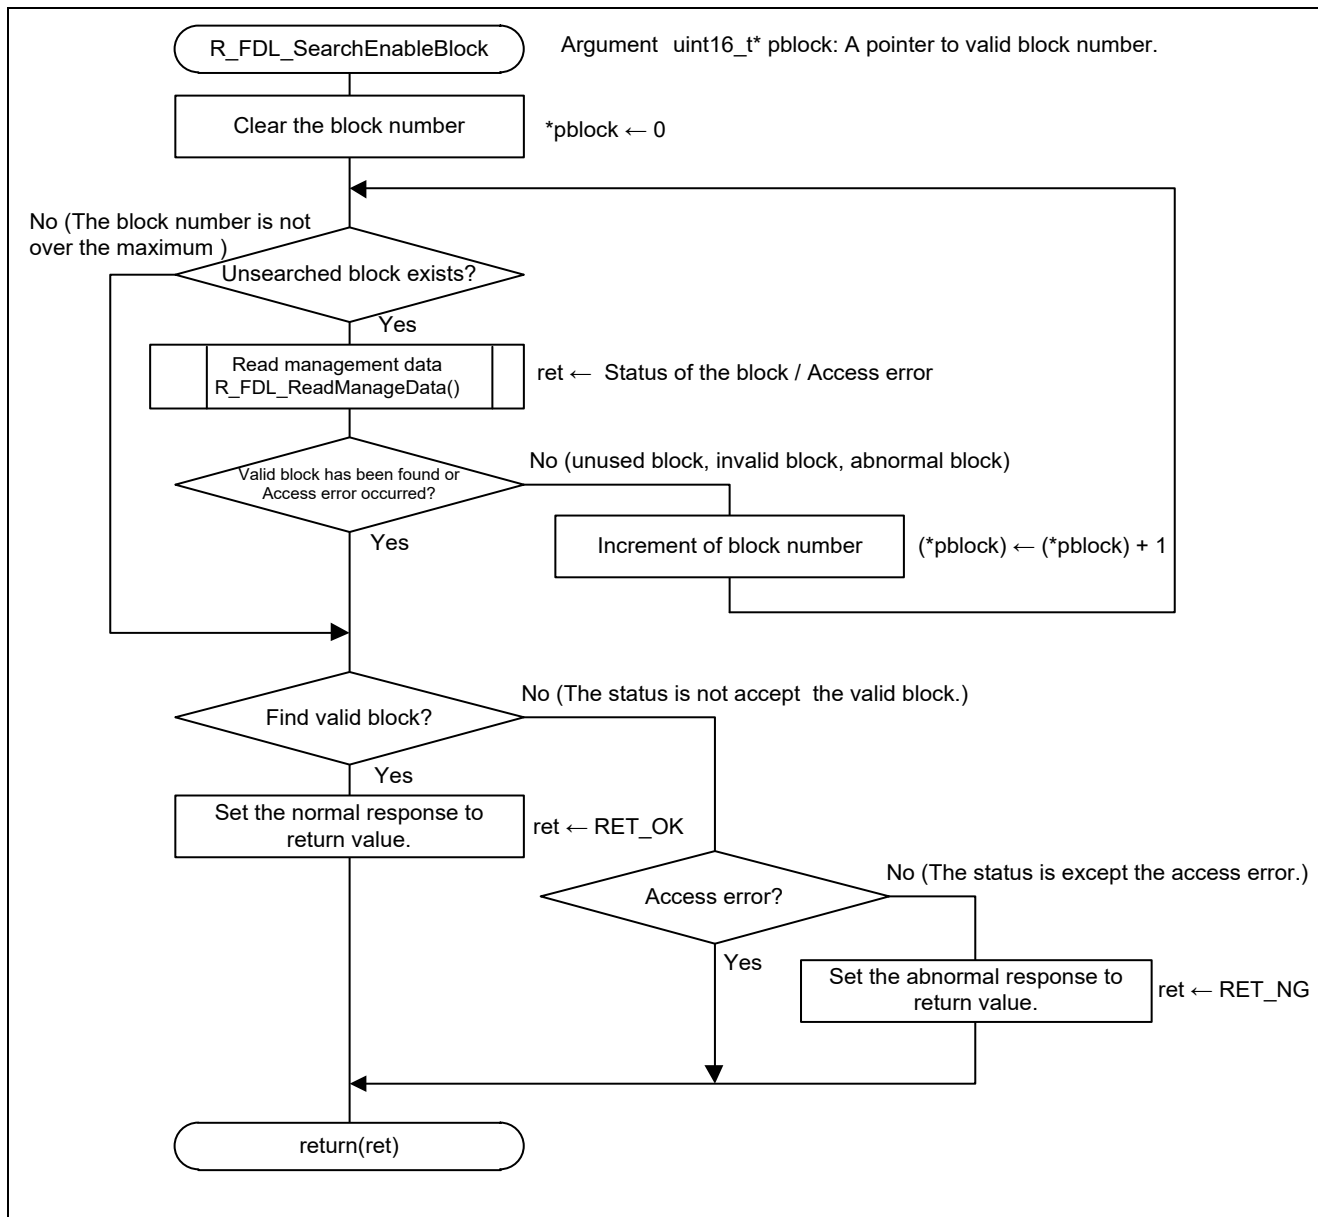 R_FDL_SearchEnableBlock
Argument uint16_t* pblock: A pointer to valid block number.
Clear the block number
*pblock ← 0
No (The block number is not
over the maximum )
Unsearched block exists?
Yes
Read management data
R_FDL_ReadManageData()
ret ← Status of the block / Access error
Valid block has been found or
Access error occurred?
No (unused block, invalid block, abnormal block)
Yes
Increment of block number
(*pblock) ← (*pblock) + 1
Find valid block?
No (The status is not accept the valid block.)
Yes
Set the normal response to
return value.
ret ← RET_OK
Access error?
No (The status is except the access error.)
Yes
Set the abnormal response to
return value.
ret ← RET_NG
return(ret)